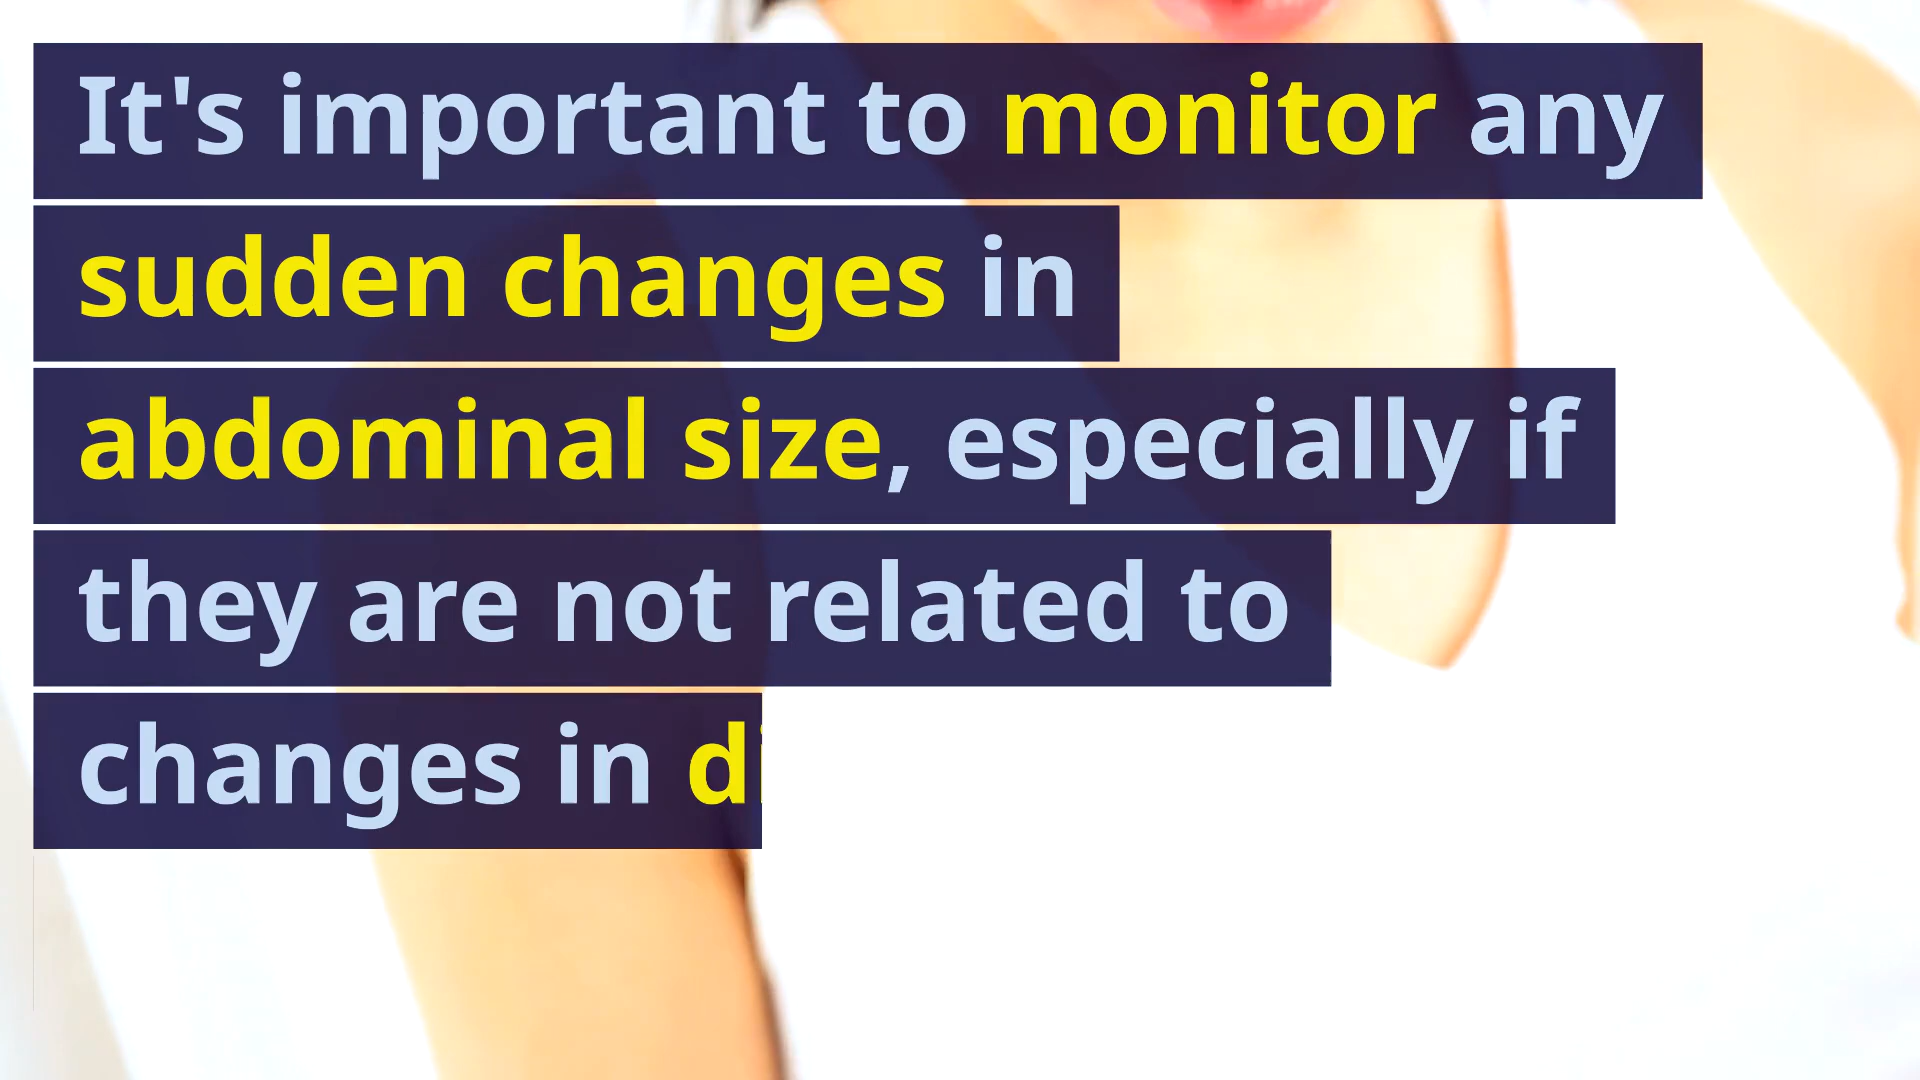 It's important to monitor any
sudden changes in
abdominal size, especially if
they are not related to
changes in